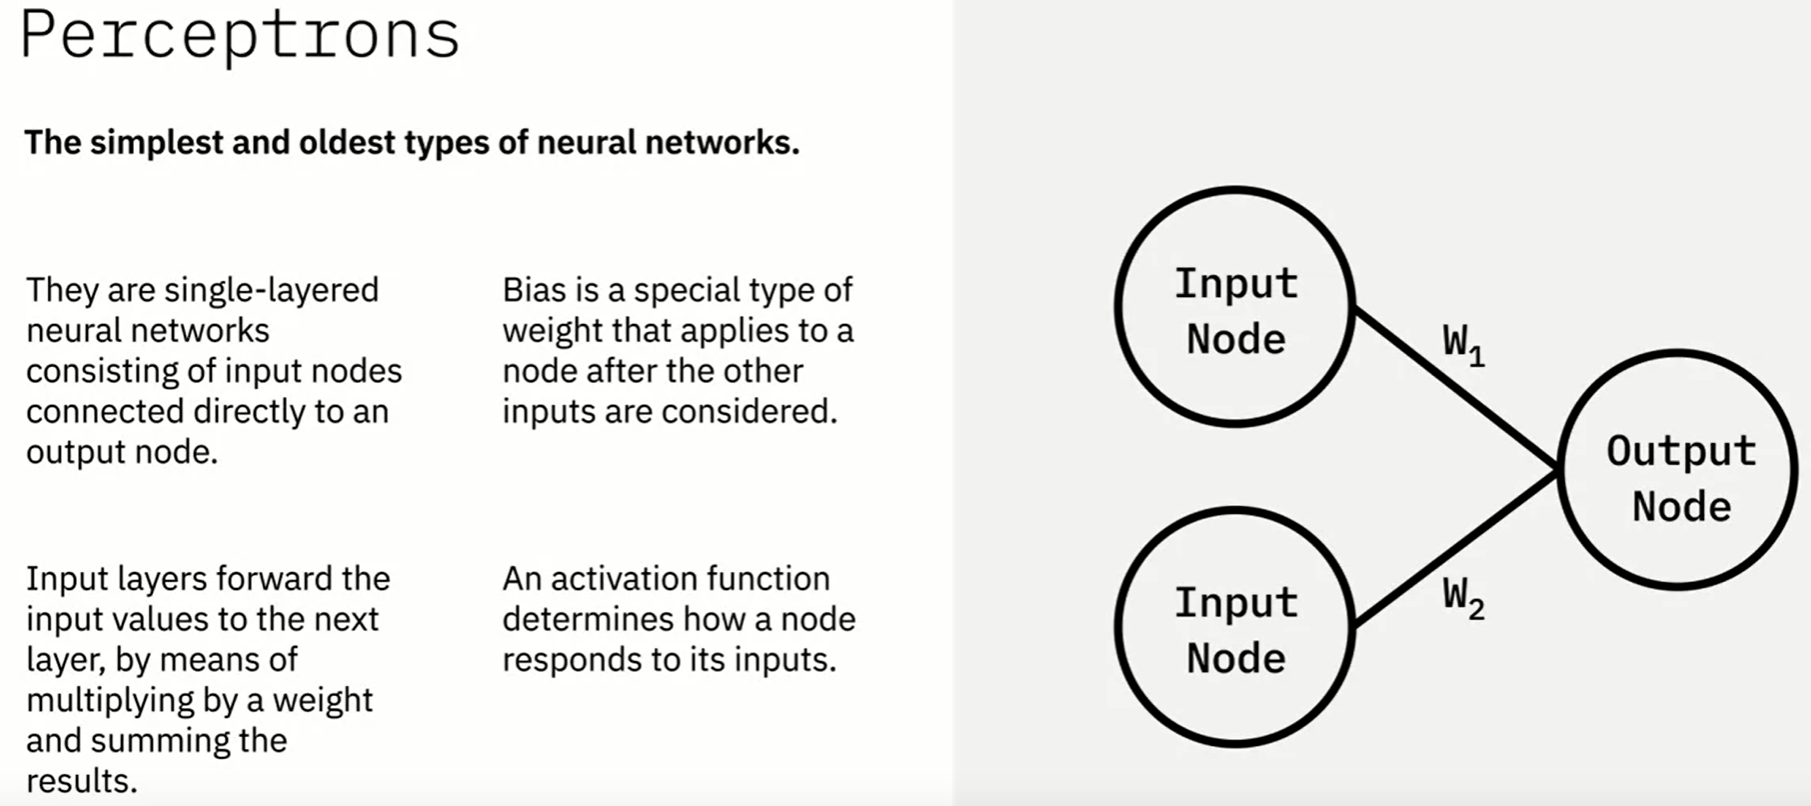 Perceptrons
The simplest and oldest types of neural networks.
They are single-layered
neural networks
consisting of input nodes
connected directly to an
output node.
Bias is a special type of
weight that applies to a
node after the other
inputs are considered.
Input layers forward the
input values to the next
layer, by means of
multiplying by a weight
and summing the
results.
An activation function
determines how a node
responds to its inputs.
Input
Node
W₁
Output
Node
Input
Node
W₂